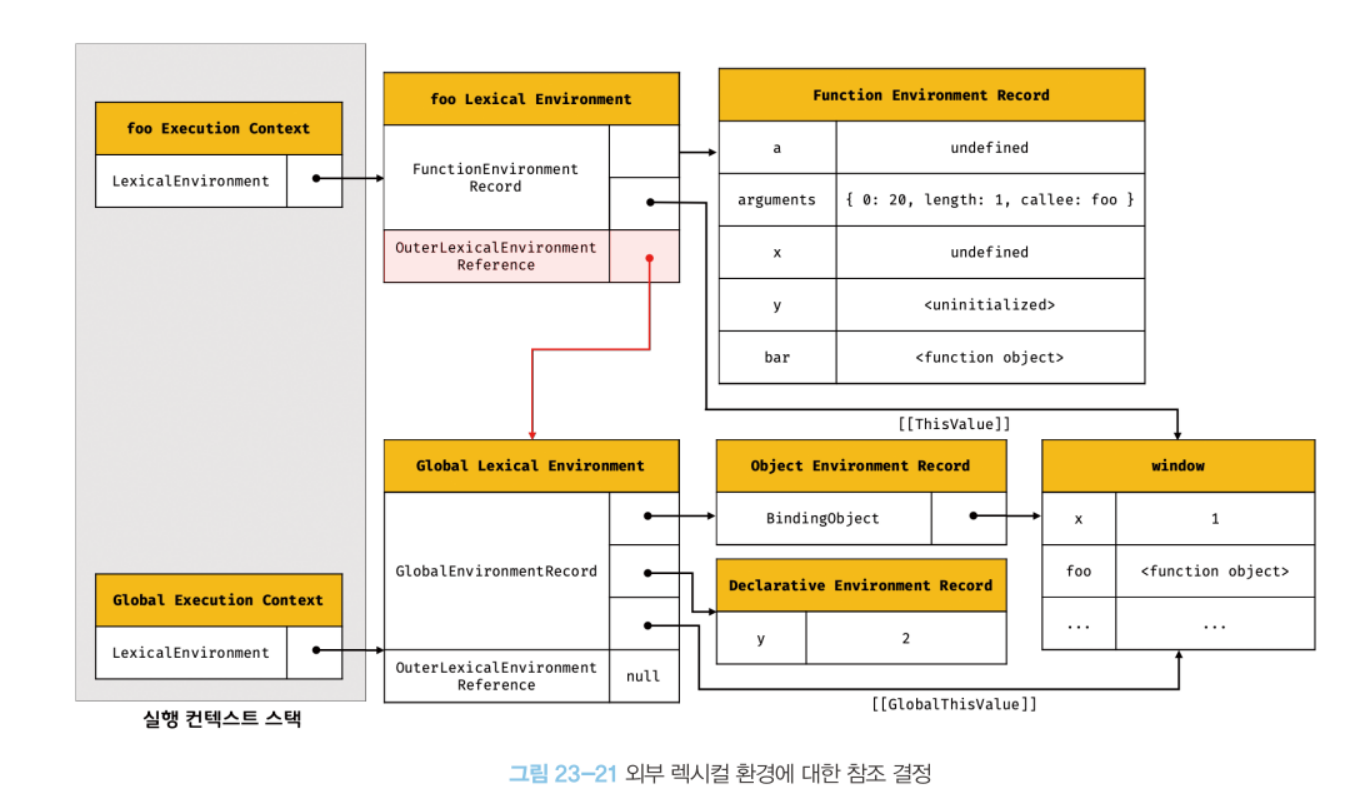 foo Execution Context
LexicalEnvironment
foo Lexical Environment
FunctionEnvironment
Record
OuterLexicalEnvironment
Reference
Function Environment Record
a undefined
arguments { 0: 20, length: 1, callee: foo }
x undefined
y <uninitialized>
bar <function object>
[[ThisValue]]
Global Execution Context
LexicalEnvironment
Global Lexical Environment
GlobalEnvironmentRecord
OuterLexicalEnvironment
Reference
null
Object Environment Record
BindingObject
Declarative Environment Record
y 2
window
x 1
foo <function object>
... ...
[[GlobalThisValue]]
실행 컨텍스트 스택
그림 23-21 외부 렉시컬 환경에 대한 참조 결정